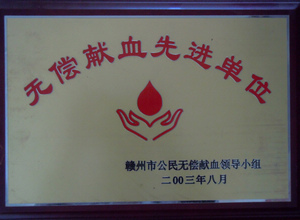 无偿献血先进单位
赣州市公民无偿献血领导小组
二00三年八月